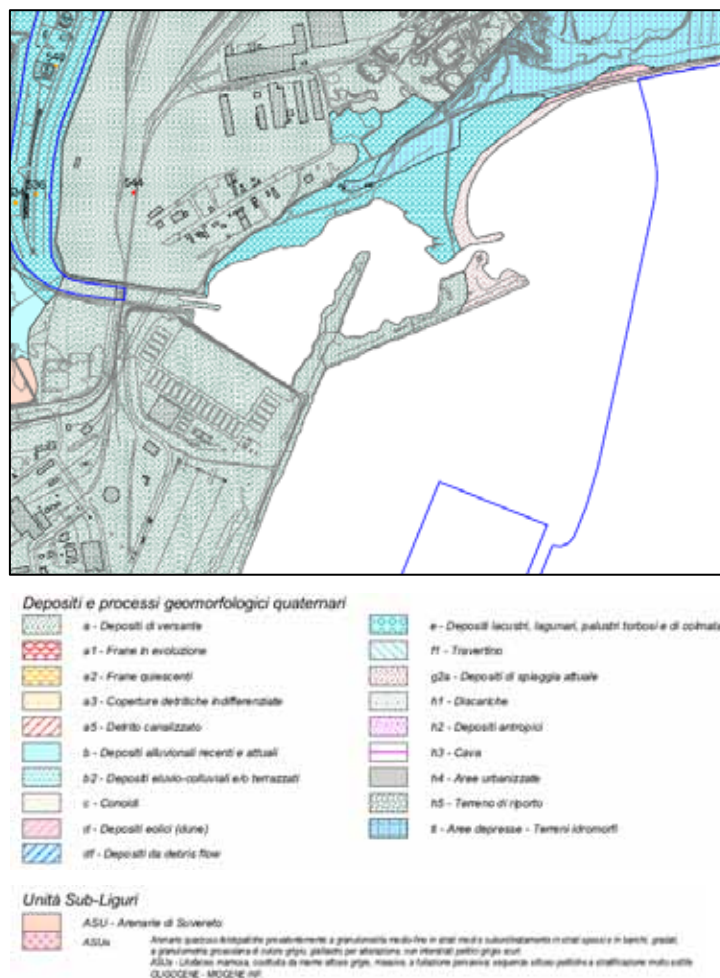 544
Depositi e processi geomorfologici quaternari
a - Depositi di versante
a1 - Frane in evoluzione
a2 - Frane quiescenti
a3 - Coperture detritiche indifferenziate
a5 - Detrito canalizzato
b - Depositi alluvionali recenti e attuali
b2 - Depositi eluvio-colluviali e/o terrazzati
c - Conoidi
d - Depositi eolici (dune)
df - Depositi da debris flow
e - Depositi lacustri, lagunari, palustri torbosi e di colmata
f1 - Travertino
g2a - Depositi di spiaggia attuale
h1 - Discariche
h2 - Depositi antropici
h3 - Cava
h4 - Aree urbanizzate
h5 - Terreno di riporto
- Aree depresse - Terreni idromorfi
Unità Sub-Liguri
ASU - Arenarie di Suvereto
ASUa
OLIGOCENE - MIOCENE INF.